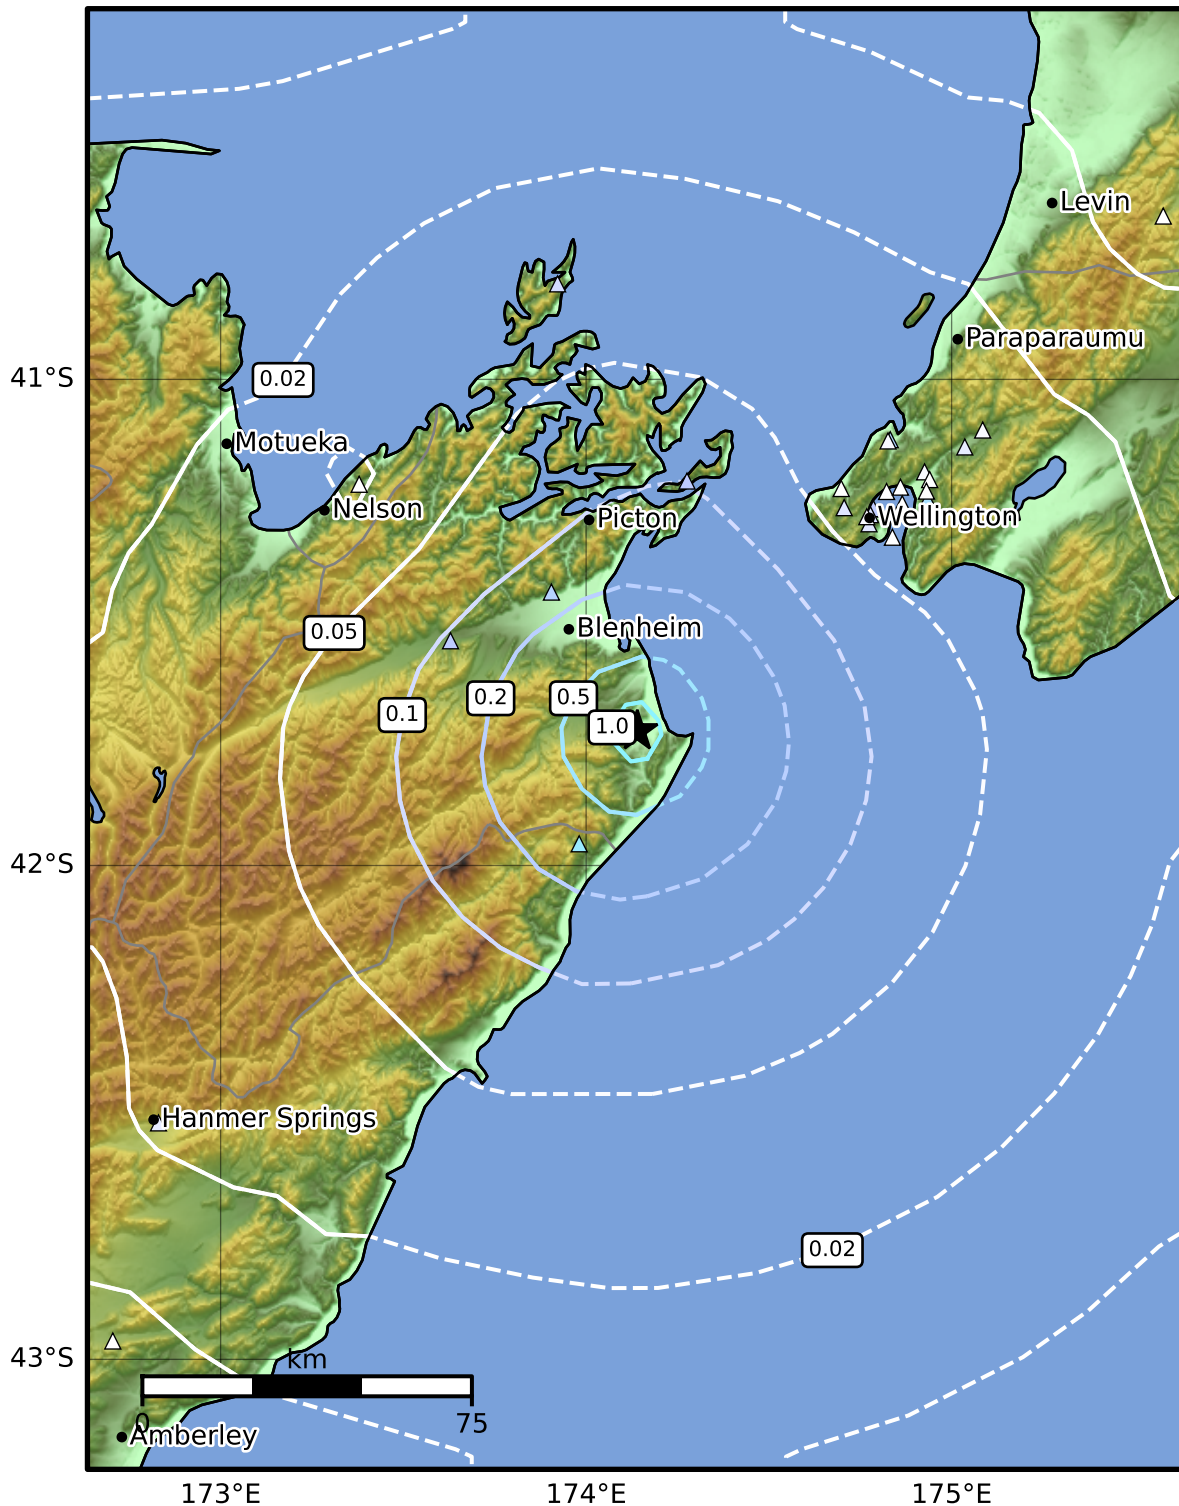 Levin
Paraparaumu
41°S
0.02
Motueka
Nelson
Picton
Wellington
Blenheim
0.05
0.1
0.2
0.5
1.0
42°S
Hanmer Springs
0.02
43°S
km
0
75
Amberley
173°E
174°E
175°E